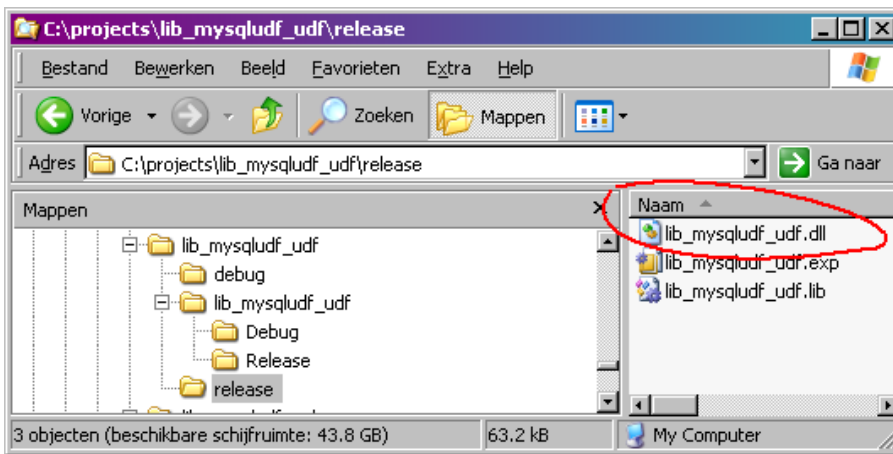 C:\projects\lib_mysqludf_udf\release
Bestand Bewerken Beeld Favorieten Extra Help
Vorige Zoeken Mappen
Adres C:\projects\lib_mysqludf_udf\release Ga naar
Mappen
lib_mysqludf_udf
debug
lib_mysqludf_udf
Debug
Release
release
Naam
lib_mysqludf_udf.dll
lib_mysqludf_udf.exp
lib_mysqludf_udf.lib
3 objecten (beschikbare schijfruimte: 43.8 GB) 63.2 kB My Computer